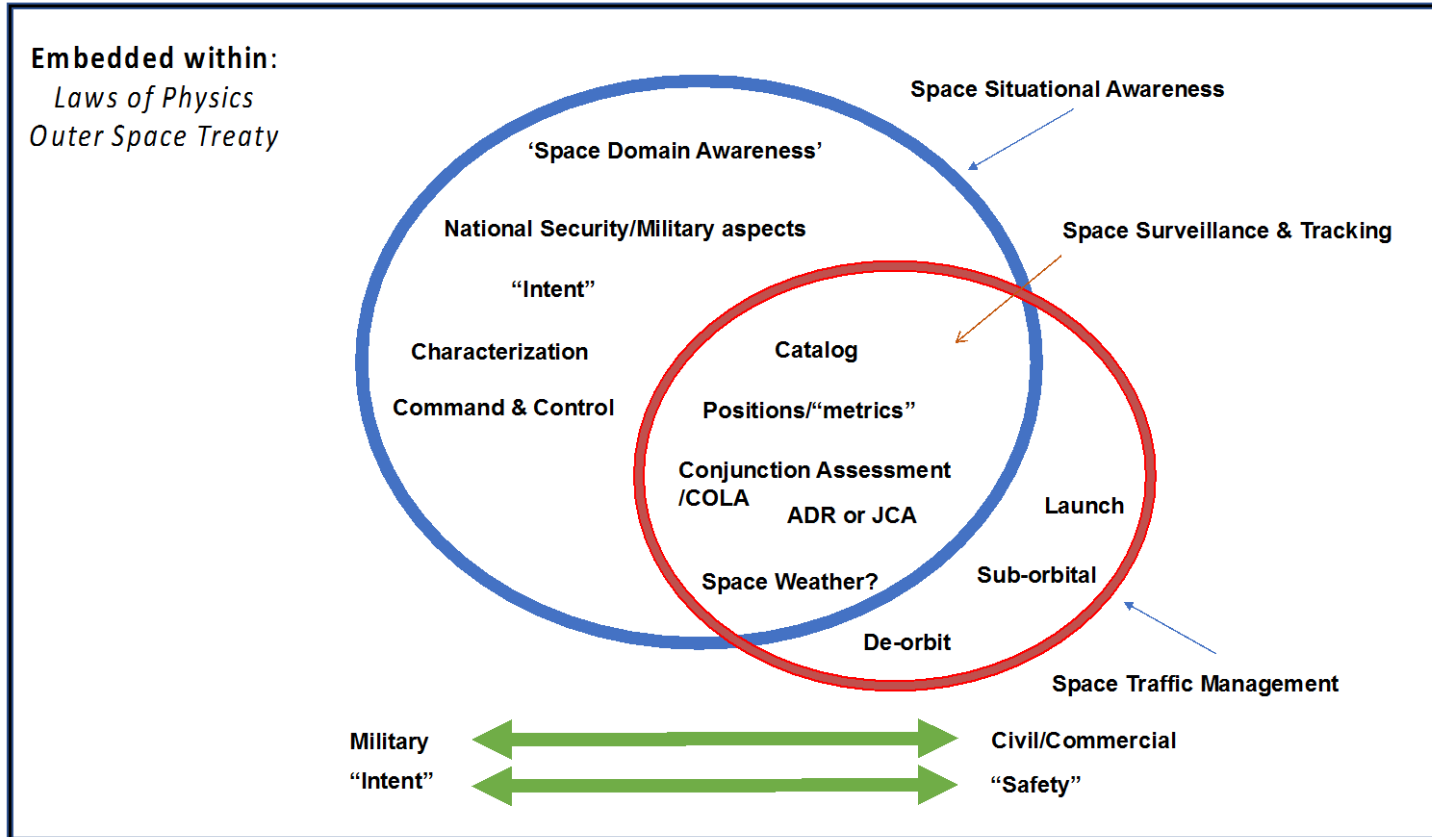 Embedded within:
Laws of Physics
Outer Space Treaty
Space Situational Awareness
‘Space Domain Awareness’
National Security/Military aspects
Space Surveillance & Tracking
“Intent”
Characterization
Catalog
Command & Control
Positions/“metrics”
Conjunction Assessment
/COLA
ADR or JCA
Launch
Space Weather?
Sub-orbital
De-orbit
Space Traffic Management
Military
Civil/Commercial
“Intent”
“Safety”